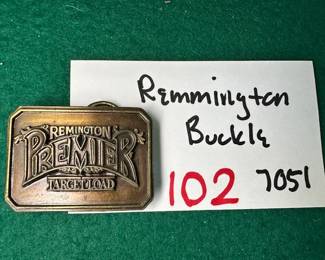 REMINGTON
PREMIER
TARGET LOAD
Remmington
Buckle
102 7051